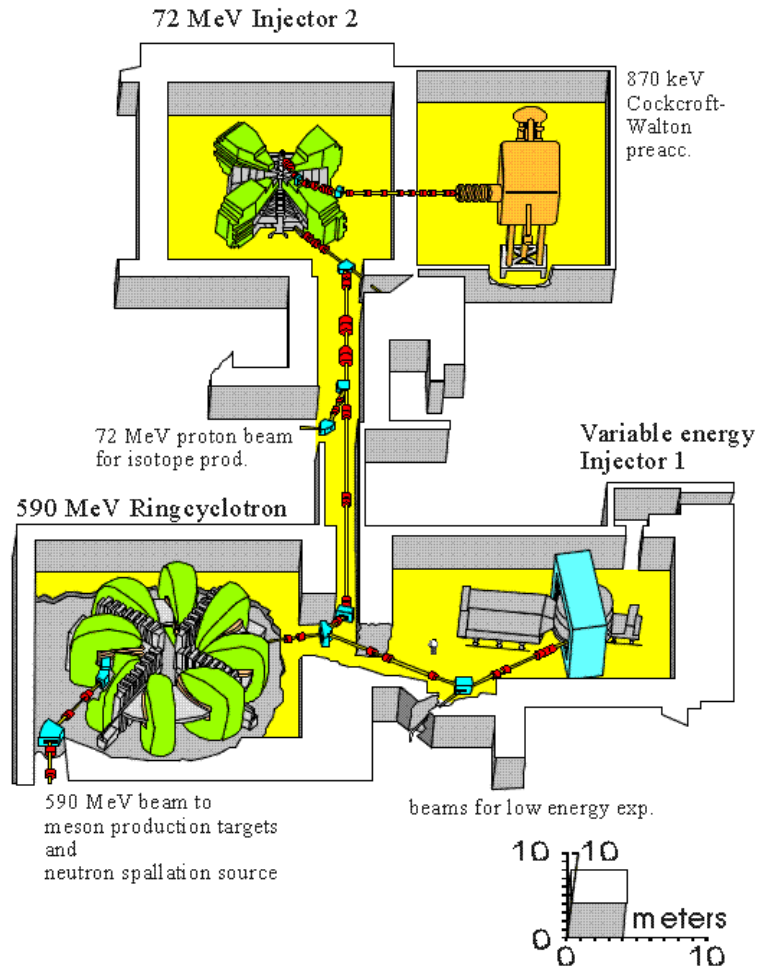 72 MeV Injector 2
870 keV
Cockcroft-
Walton
preacc.
72 MeV proton beam
for isotope prod.
Variable energy
Injector 1
590 MeV Ringcyclotron
590 MeV beam to
meson production targets
and
neutron spallation source
beams for low energy exp.
10 10
meters
0
0 10